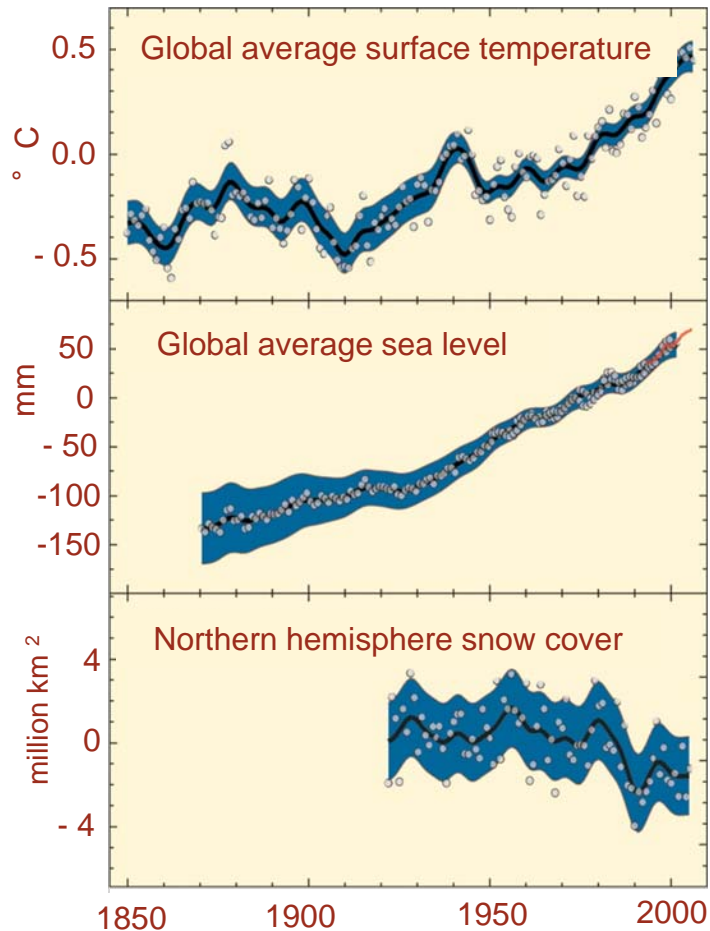 Global average surface temperature
0.5
° C
0.0
- 0.5
Global average sea level
mm
50
0
- 50
-100
-150
Northern hemisphere snow cover
million km ²
4
0
- 4
1850 1900 1950 2000